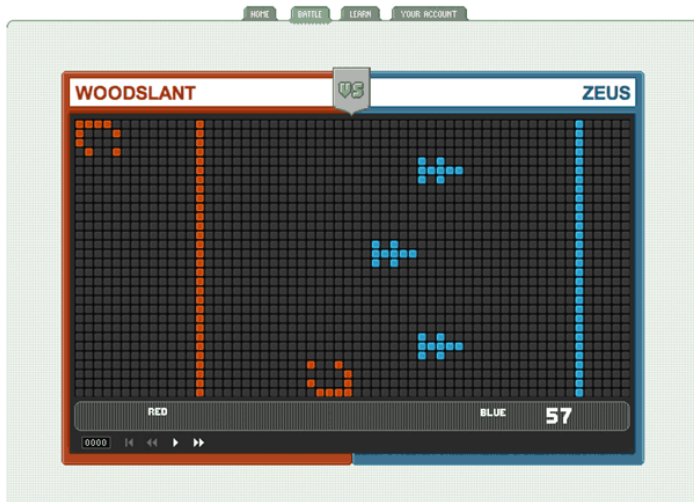 HOME BATTLE LEARN YOUR ACCOUNT
WOODSLANT VS ZEUS
RED BLUE 57
0000